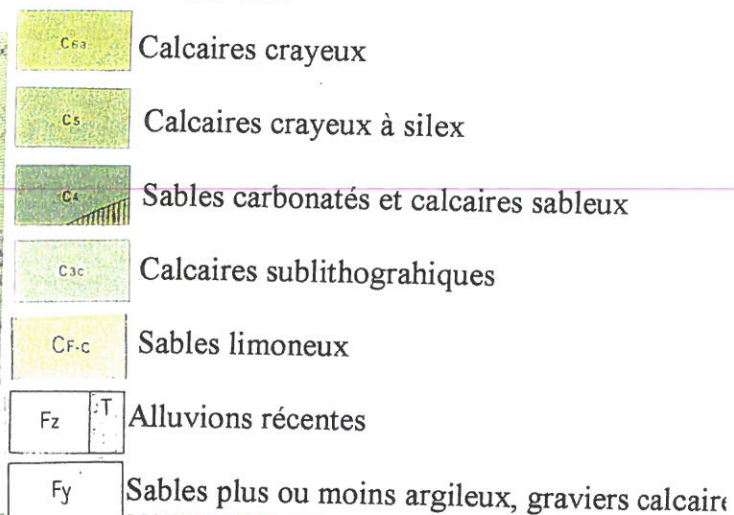 C6a Calcaires crayeux
C5 Calcaires crayeux à silex
C4 Sables carbonatés et calcaires sableux
C3c Calcaires sublithograhiques
CF-C Sables limoneux
Fz T Alluvions récentes
Fy Sables plus ou moins argileux, graviers calcaire